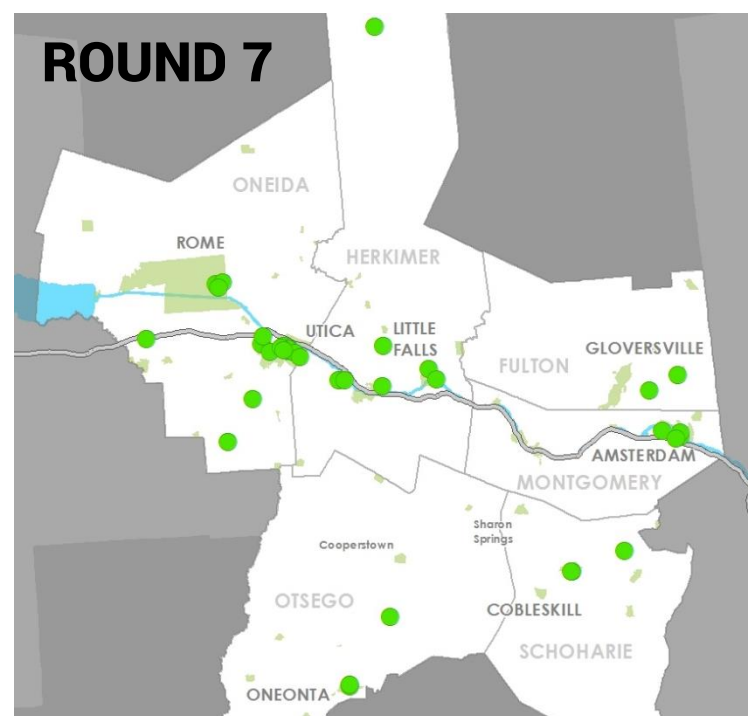 ROUND 7
ONEIDA
ROME
HERKIMER
UTICA
LITTLE
FALLS
GLOVERSVILLE
FULTON
AMSTERDAM
MONTGOMERY
Sharon
Springs
Cooperstown
OTSEGO
COBLESKILL
SCHOHARIE
ONEONTA